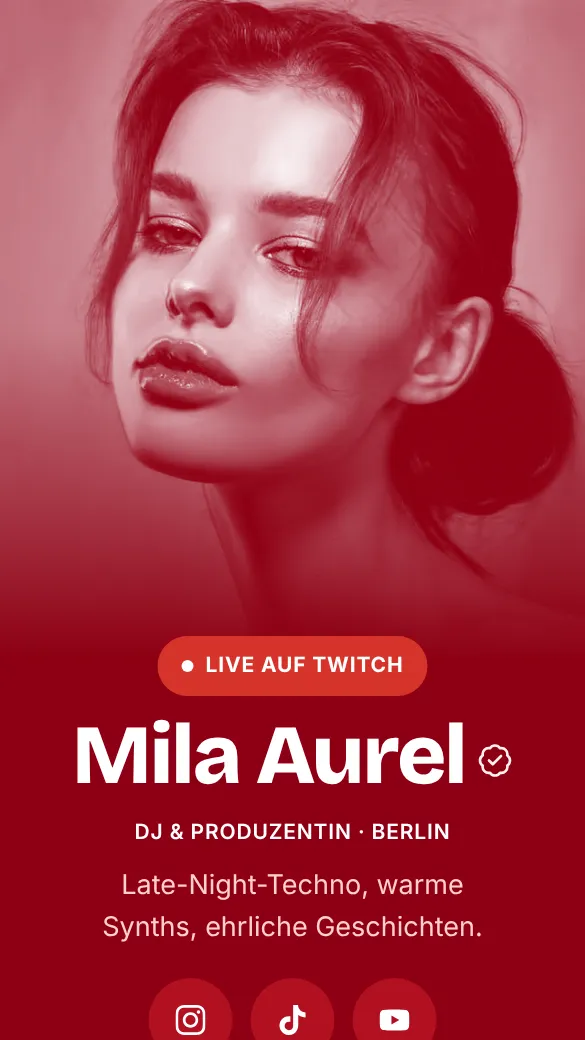 LIVE AUF TWITCH
Mila Aurel
DJ & PRODUZENTIN · BERLIN
Late-Night-Techno, warme
Synths, ehrliche Geschichten.